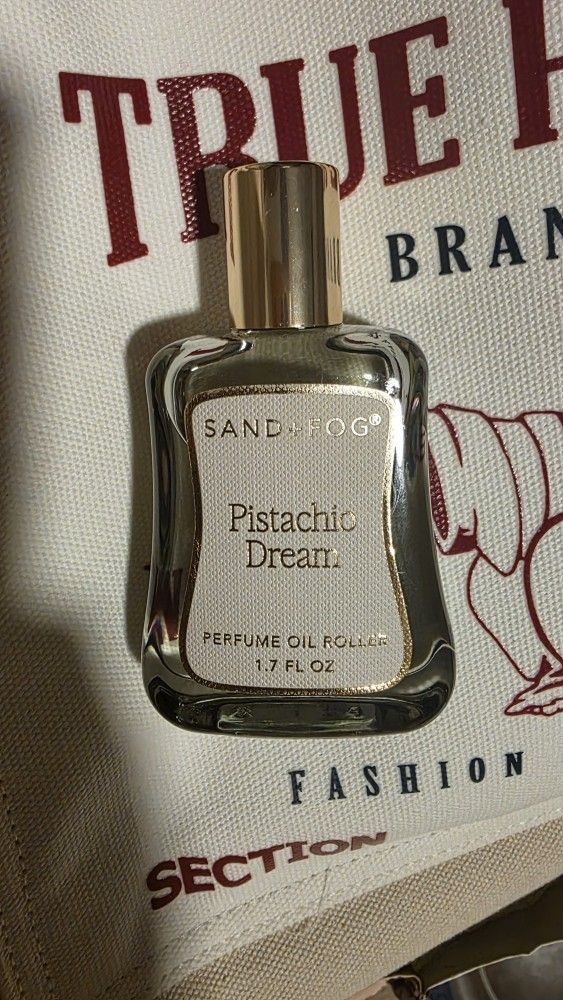 TRUE
BRAN
SAND+FOG®
Pistachio
Dream
PERFUME OIL ROLLER
1.7 FL OZ
FASHION
SECTION